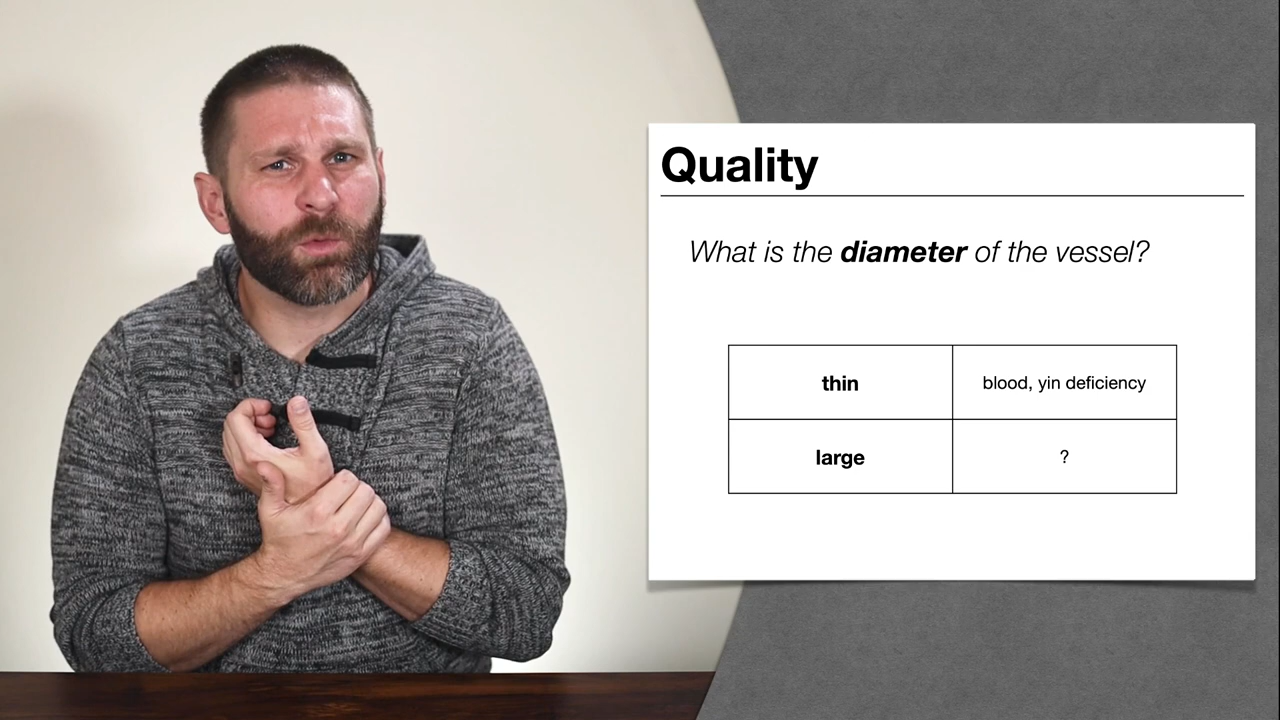 Quality
What is the diameter of the vessel?
thin
blood, yin deficiency
large
?